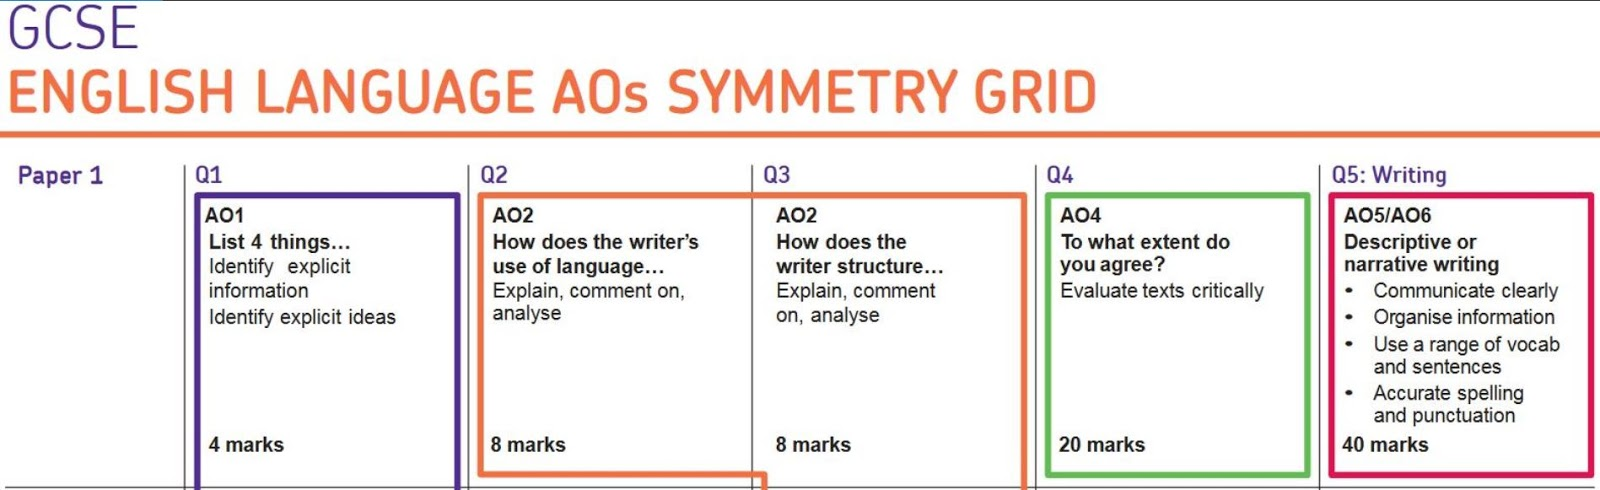 GCSE
ENGLISH LANGUAGE AOs SYMMETRY GRID
Paper 1
Q1
AO1
List 4 things…
Identify explicit
information
Identify explicit ideas
4 marks
Q2
AO2
How does the writer's
use of language…
Explain, comment on,
analyse
8 marks
Q3
AO2
How does the
writer structure…
Explain, comment
on, analyse
8 marks
Q4
AO4
To what extent do
you agree?
Evaluate texts critically
20 marks
Q5: Writing
AO5/AO6
Descriptive or
narrative writing
• Communicate clearly
• Organise information
• Use a range of vocab
and sentences
• Accurate spelling
and punctuation
40 marks